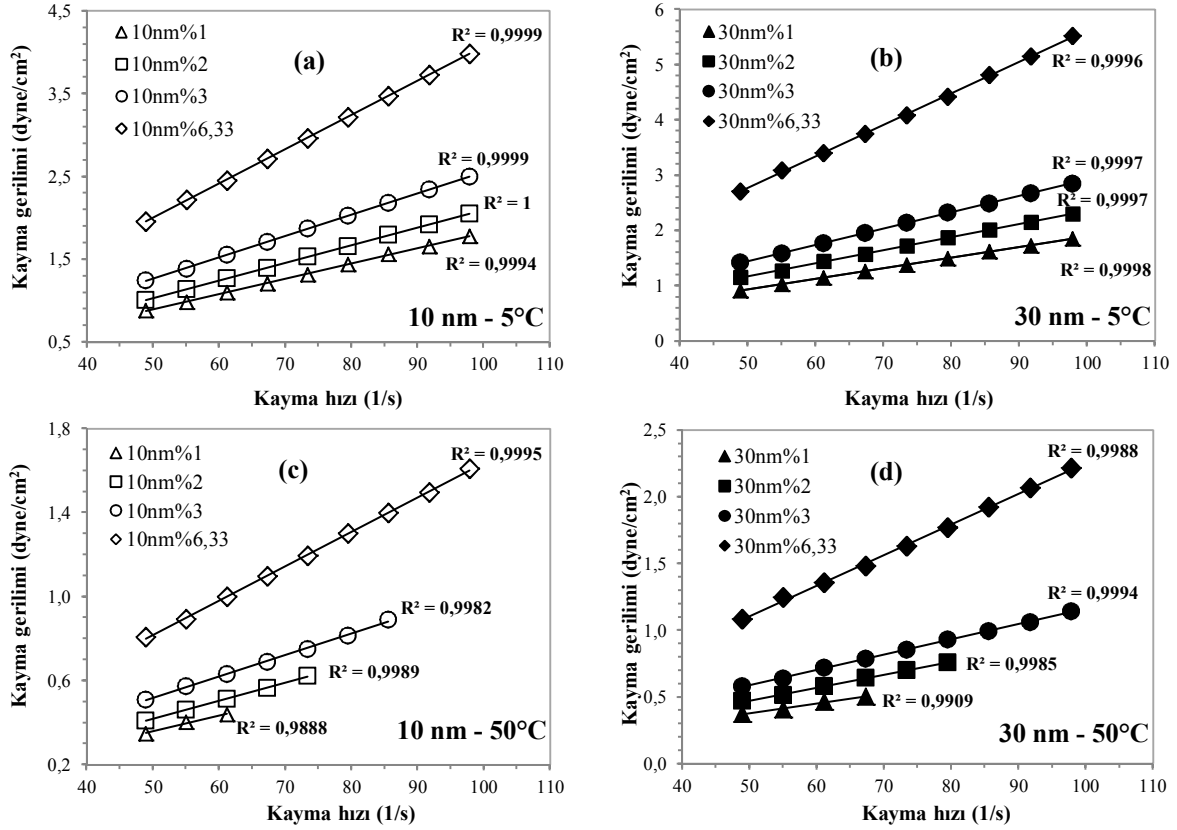 Kayma gerilimi (dyne/cm²)
4,5
3,5
2,5
1,5
0,5
10nm%1
10nm%2
10nm%3
10nm%6,33
(a)
R² = 0,9999
R² = 0,9999
R² = 1
R² = 0,9994
10 nm - 5°C
40 50 60 70 80 90 100 110
Kayma hızı (1/s)
Kayma gerilimi (dyne/cm²)
6
5
4
3
2
1
0
30nm%1
30nm%2
30nm%3
30nm%6,33
(b)
R² = 0,9996
R² = 0,9997
R² = 0,9997
R² = 0,9998
30 nm - 5°C
40 50 60 70 80 90 100 110
Kayma hızı (1/s)
Kayma gerilimi (dyne/cm²)
1,8
1,4
1,0
0,6
0,2
10nm%1
10nm%2
10nm%3
10nm%6,33
(c)
R² = 0,9995
R² = 0,9982
R² = 0,9989
R² = 0,9888
10 nm - 50°C
40 50 60 70 80 90 100 110
Kayma hızı (1/s)
Kayma gerilimi (dyne/cm²)
2,5
2,0
1,5
1,0
0,5
0,0
30nm%1
30nm%2
30nm%3
30nm%6,33
(d)
R² = 0,9988
R² = 0,9994
R² = 0,9985
R² = 0,9909
30 nm - 50°C
40 50 60 70 80 90 100 110
Kayma hızı (1/s)